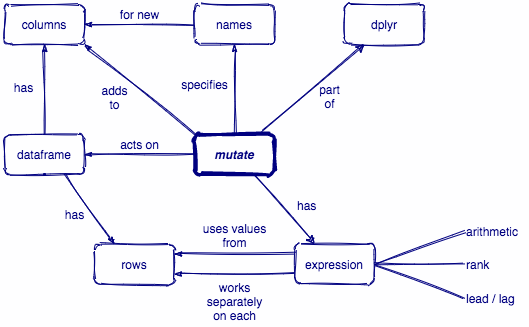 columns
for new
names
dplyr
has
adds
to
specifies
part
of
dataframe
acts on
mutate
has
has
uses values
from
rows
expression
arithmetic
rank
lead / lag
works
separately
on each